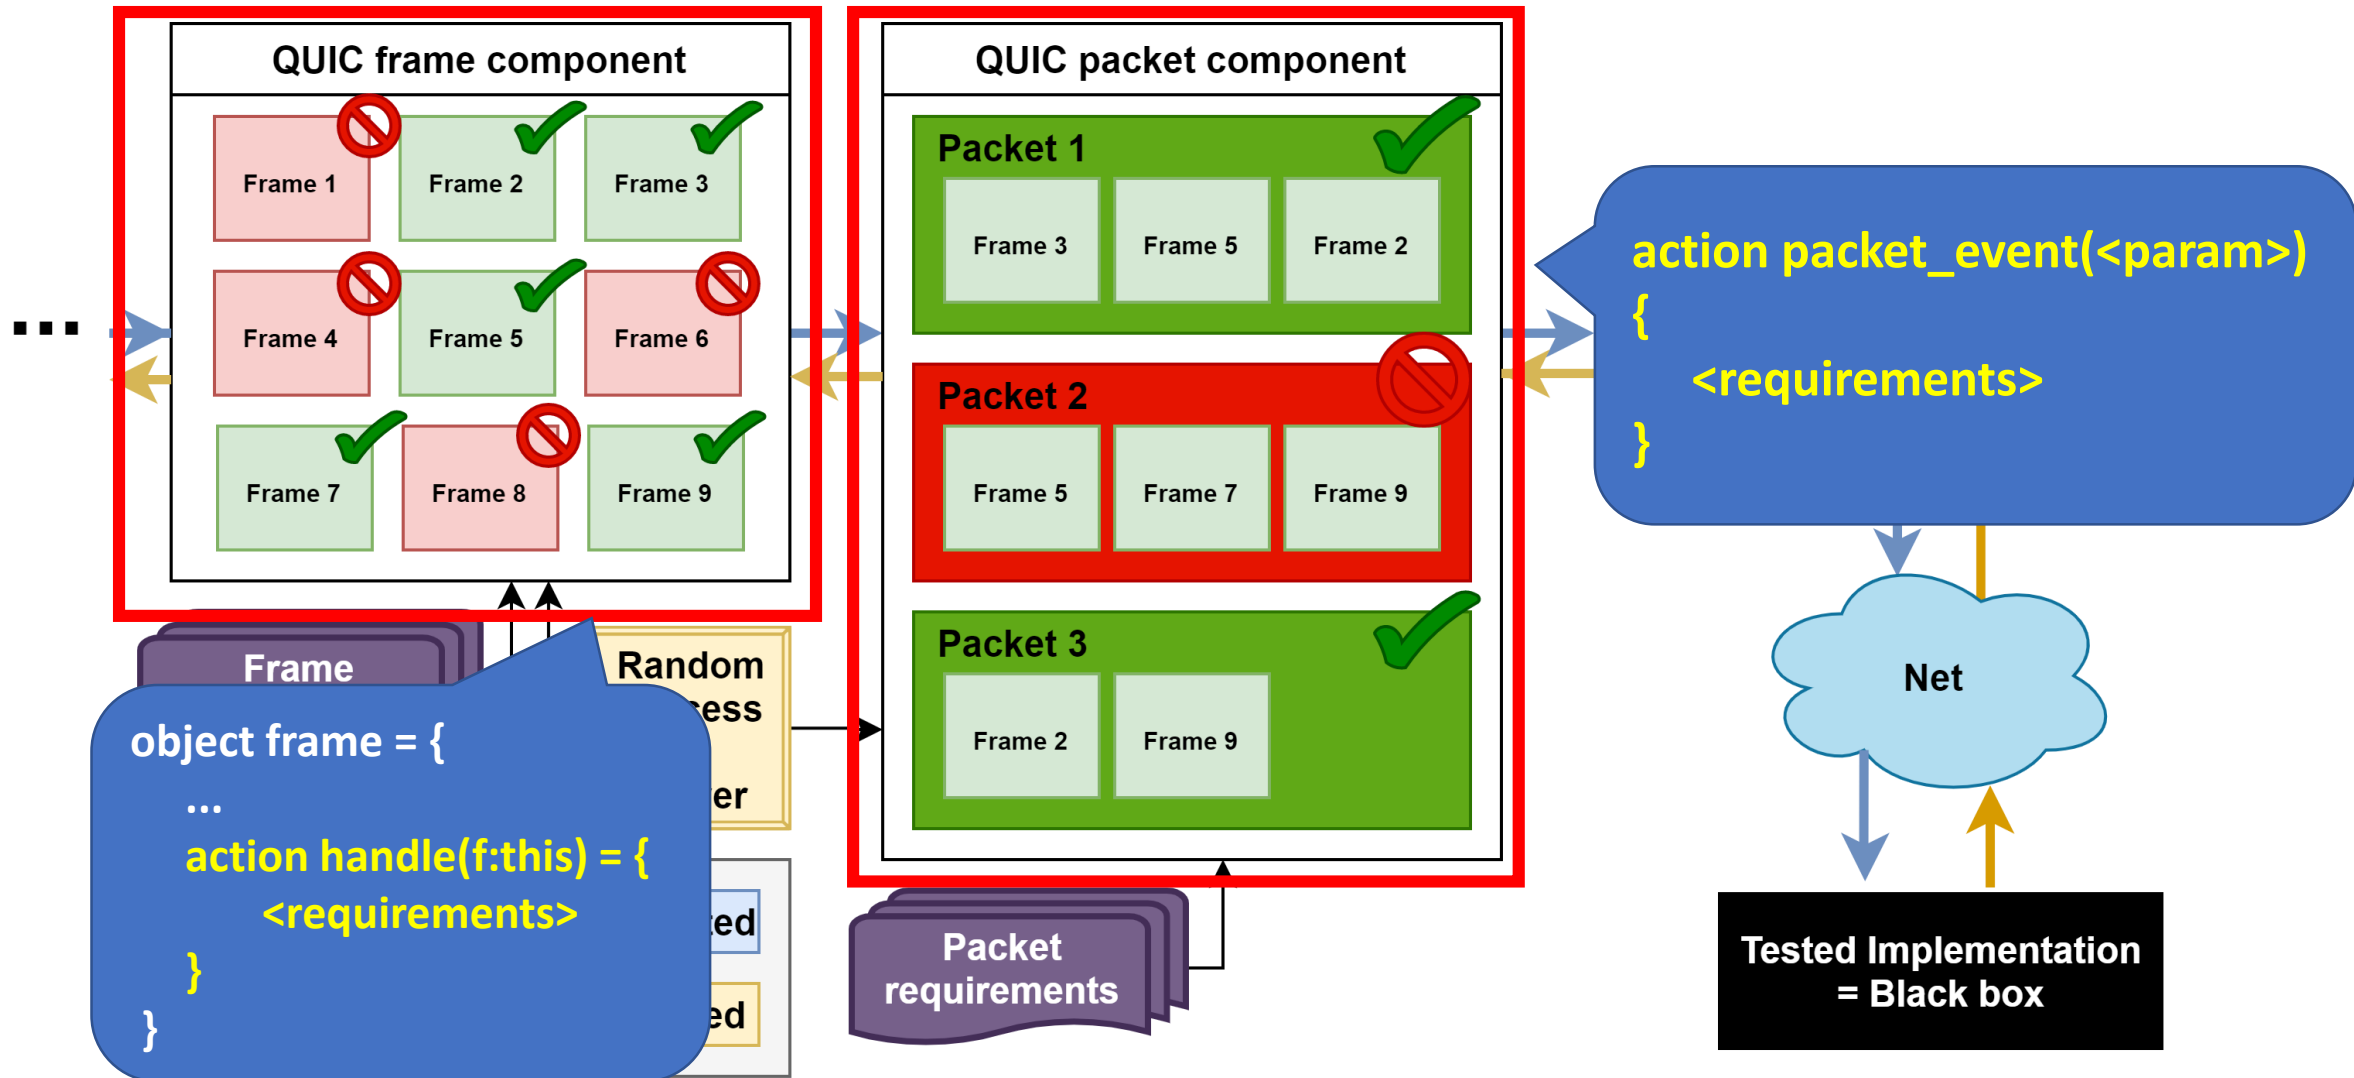 QUIC frame component
Frame 1
Frame 2
Frame 3
Frame 4
Frame 5
Frame 6
Frame 7
Frame 8
Frame 9
...
QUIC packet component
Packet 1
Frame 3
Frame 5
Frame 2
Packet 2
Frame 5
Frame 7
Frame 9
Packet 3
Frame 2
Frame 9
action packet_event(<param>)
{
<requirements>
}
Frame
Random
object frame = {
...
action handle(f:this) = {
<requirements>
}
}
Packet
requirements
Net
Tested Implementation
= Black box